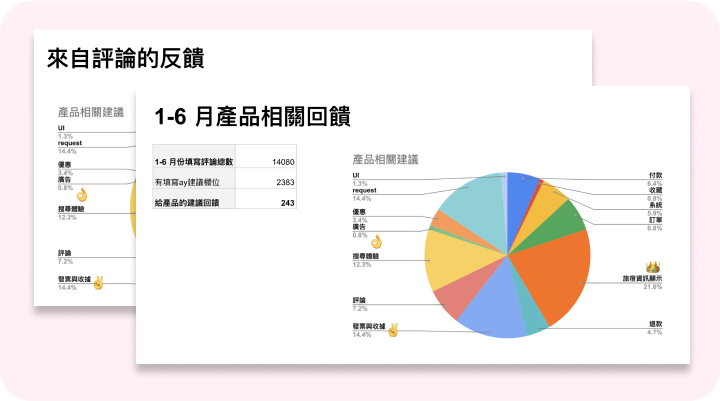 來自評論的反饋
產品相關建議
UI
1.3%
request
14.4%
優惠
3.4%
廣告
0.8%
搜尋體驗
12.3%
評論
7.2%
發票與收據
14.4%
1-6 月產品相關回饋
1-6 月份填寫評論總數 14080
有填寫ay建議欄位 2383
給產品的建議回饋 243
產品相關建議
UI
1.3%
request
14.4%
優惠
3.4%
廣告
0.8%
搜尋體驗
12.3%
評論
7.2%
發票與收據
14.4%
付款
6.4%
收藏
0.8%
系統
5.9%
訂單
6.8%
旅宿資訊顯示
21.6%
退款
4.7%